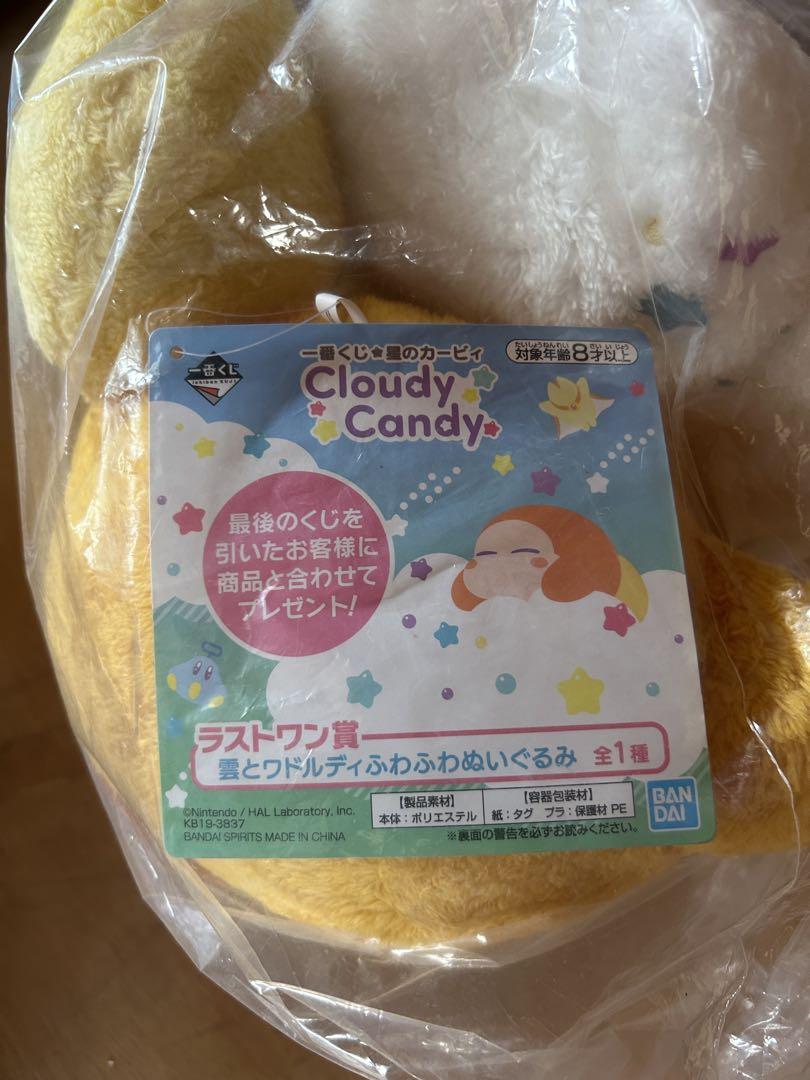 一番くじ
ICHIBAN KUJI
一番くじ★星のカービィ
Cloudy
Candy
たいしょうねんれい さい いじょう
対象年齢8才以上
最後のくじを
引いたお客様に
商品と合わせて
プレゼント!
ラストワン賞
雲とワドルディふわふわぬいぐるみ 全1種
©Nintendo / HAL Laboratory, Inc.
KB19-3837
BANDAI SPIRITS MADE IN CHINA
【製品素材】
本体:ポリエステル
【容器包装材】
紙:タグ プラ:保護材 PE
※裏面の警告を必ずお読みください。
BAN
DAI